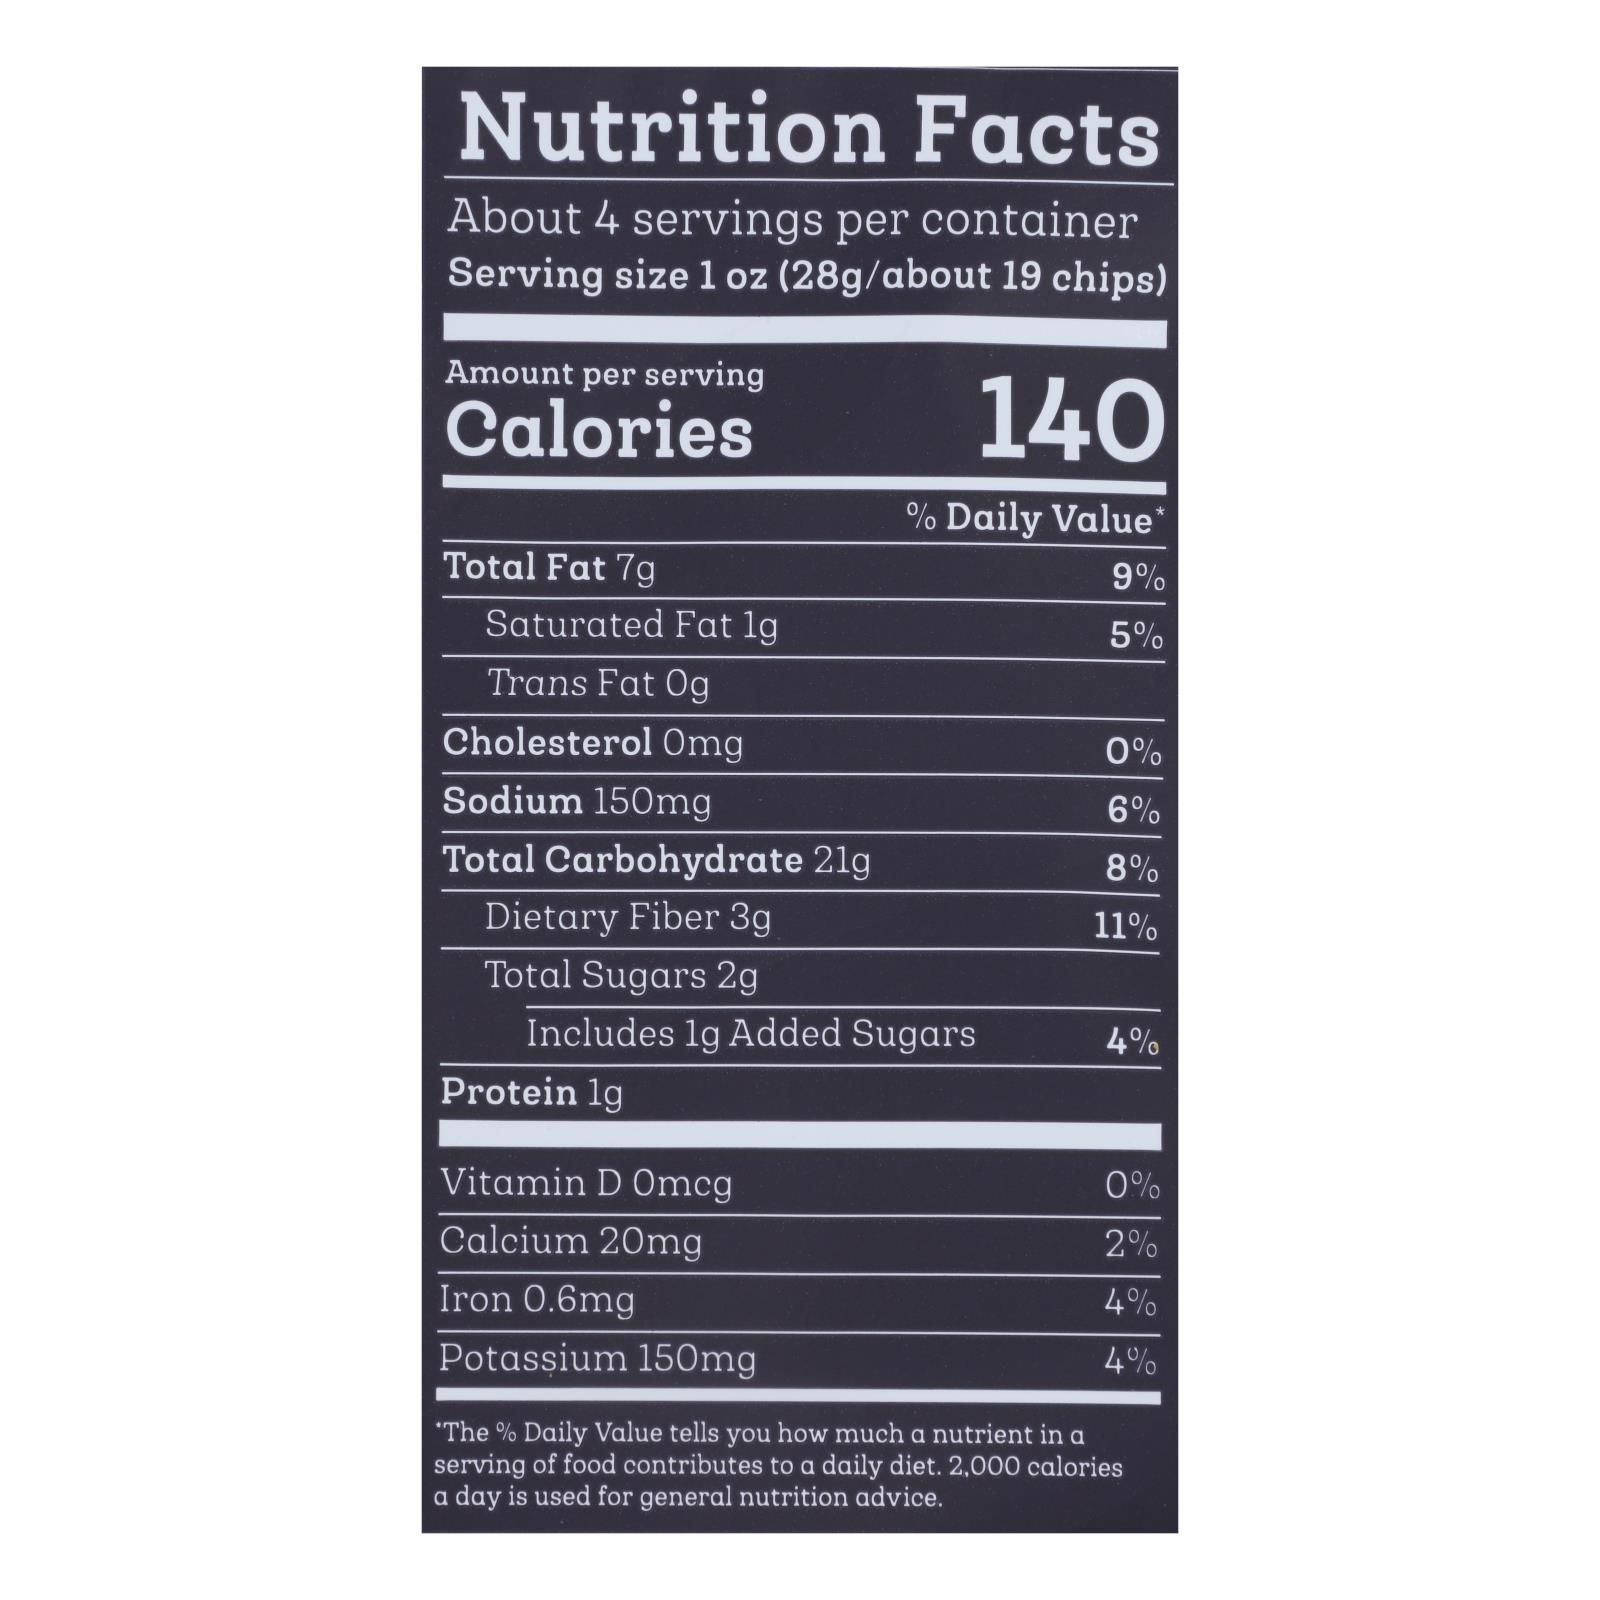 Nutrition Facts
About 4 servings per container
Serving size 1 oz (28g/about 19 chips)
Amount per serving
Calories 140
% Daily Value*
Total Fat 7g 9%
Saturated Fat 1g 5%
Trans Fat 0g
Cholesterol 0mg 0%
Sodium 150mg 6%
Total Carbohydrate 21g 8%
Dietary Fiber 3g 11%
Total Sugars 2g
Includes 1g Added Sugars 4%
Protein 1g
Vitamin D 0mcg 0%
Calcium 20mg 2%
Iron 0.6mg 4%
Potassium 150mg 4%
*The % Daily Value tells you how much a nutrient in a
serving of food contributes to a daily diet. 2,000 calories
a day is used for general nutrition advice.